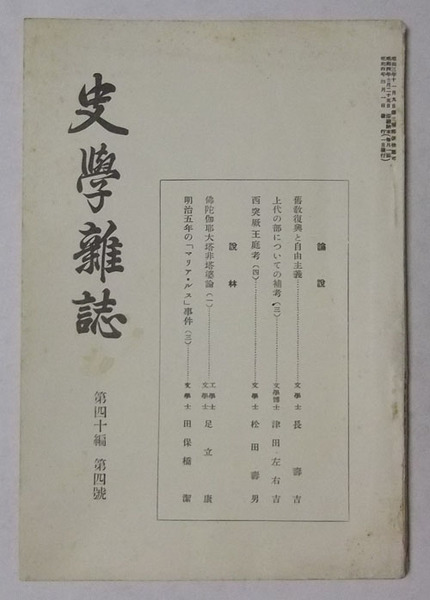 史學雜誌
第四十編 第四號
論說
舊敎復興と自由主義 文學士 長壽吉
上代の部についての補考(三) 文學博士 津田左右吉
西突厥王庭考(四) 文學士 松田壽男
說林
佛陀伽耶大塔非塔婆論(一) 工學士 文學士 足立康
明治五年の「マリア・ルス」事件(三) 文學士 田保橋潔